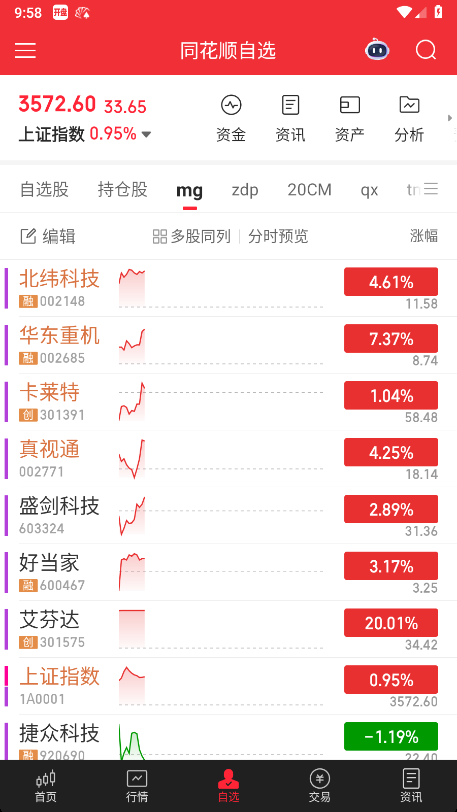 9:58 开盘
同花顺自选
3572.60 33.65
上证指数 0.95%
资金 资讯 资产 分析
自选股 持仓股 mg zdp 20CM qx
编辑 多股同列 分时预览 涨幅
北纬科技 4.61%
融 002148 11.58
华东重机 7.37%
融 002685 8.74
卡莱特 1.04%
创 301391 58.48
真视通 4.25%
002771 18.14
盛剑科技 2.89%
603324 31.36
好当家 3.17%
融 600467 3.25
艾芬达 20.01%
创 301575 34.42
上证指数 0.95%
1A0001 3572.60
捷众科技 -1.19%
融 920690 22.40
首页 行情 自选 交易 资讯